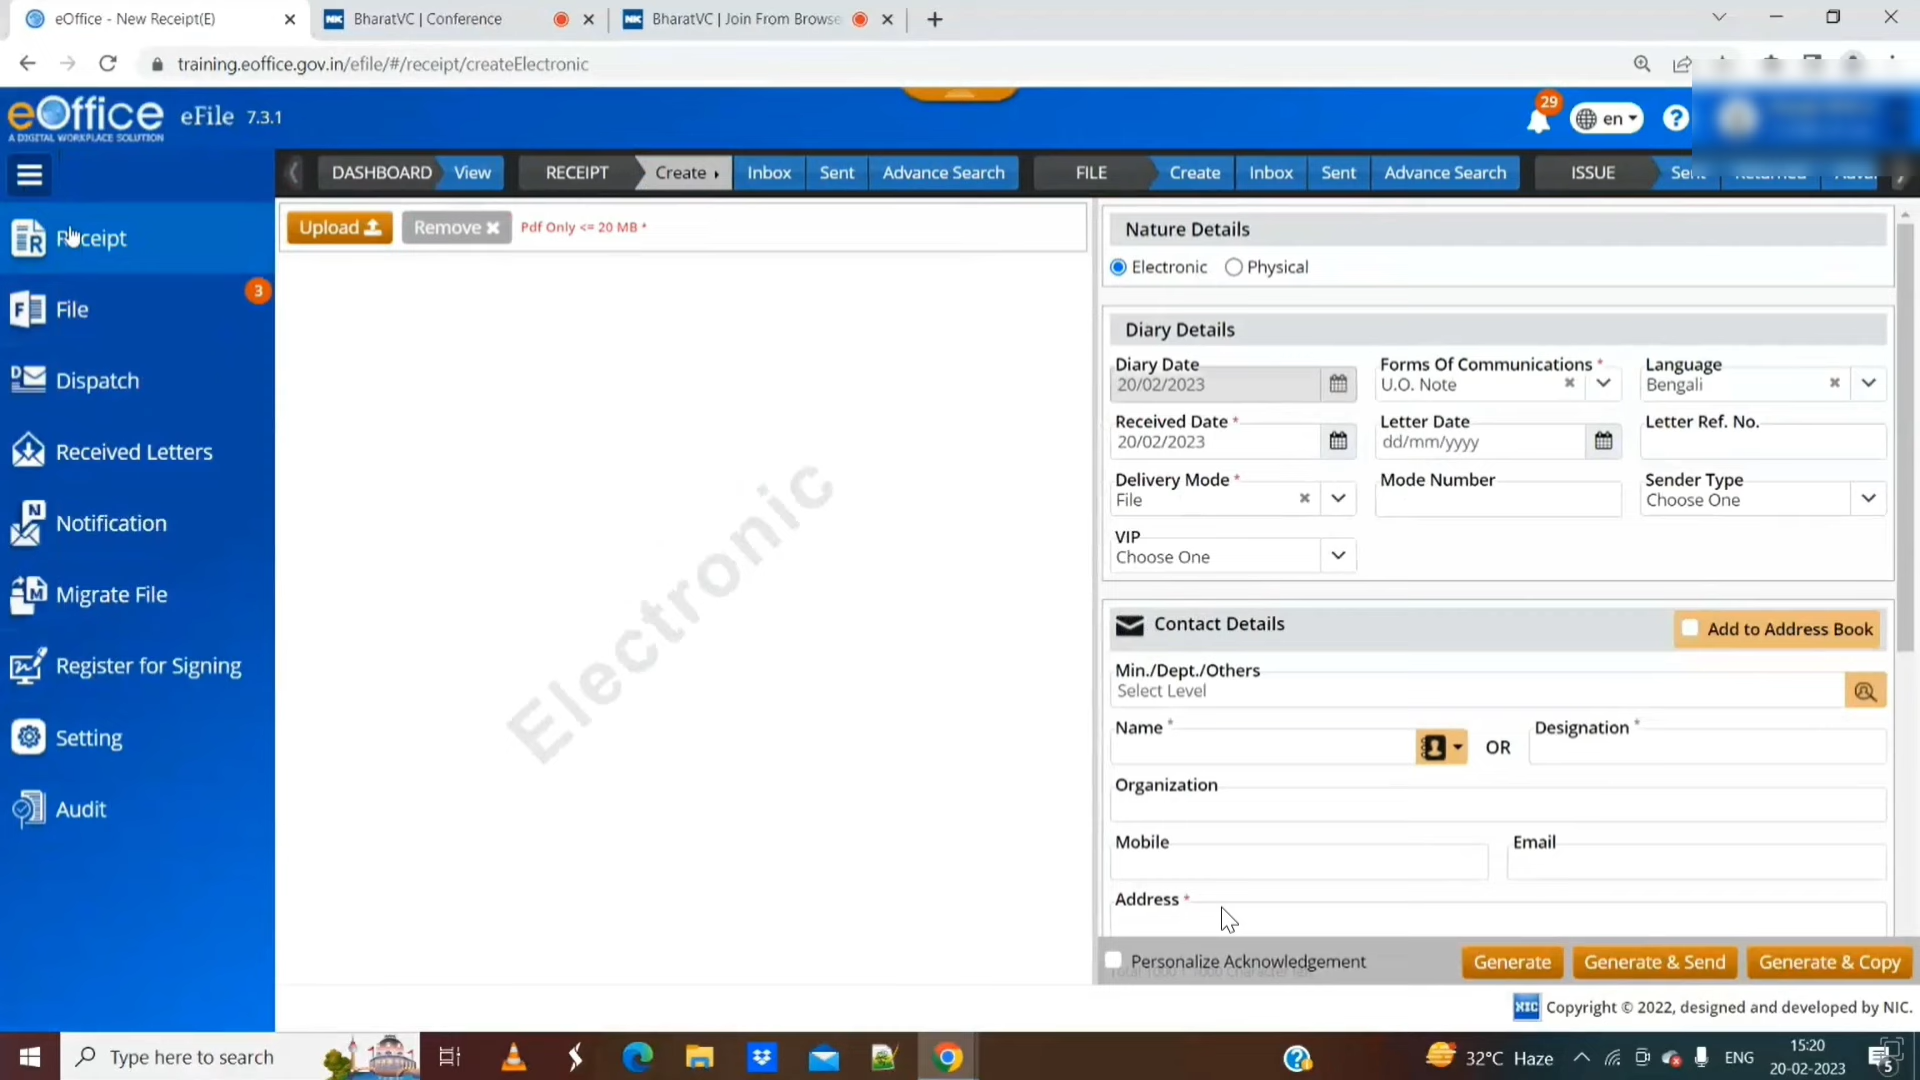 eOffice - New Receipt(E)
BharatVC | Conference
BharatVC | Join From Browse
training.eoffice.gov.in/efile/#/receipt/createElectronic
eOffice
A DIGITAL WORKPLACE SOLUTION
eFile 7.3.1
29
en
?
DASHBOARD View
RECEIPT Create Inbox Sent Advance Search
FILE Create Inbox Sent Advance Search
ISSUE
Receipt
3
File
Dispatch
Received Letters
Notification
Migrate File
Register for Signing
Setting
Audit
Upload
Remove
Pdf Only <= 20 MB *
Electronic
Nature Details
Electronic Physical
Diary Details
Diary Date
20/02/2023
Forms Of Communications *
U.O. Note
Language
Bengali
Received Date *
20/02/2023
Letter Date
dd/mm/yyyy
Letter Ref. No.
Delivery Mode *
File
Mode Number
Sender Type
Choose One
VIP
Choose One
Contact Details
Add to Address Book
Min./Dept./Others
Select Level
Name *
OR
Designation *
Organization
Mobile
Email
Address *
Personalize Acknowledgement
Generate
Generate & Send
Generate & Copy
NIC
Copyright © 2022, designed and developed by NIC.
Type here to search
32°C Haze
ENG
15:20
20-02-2023
5